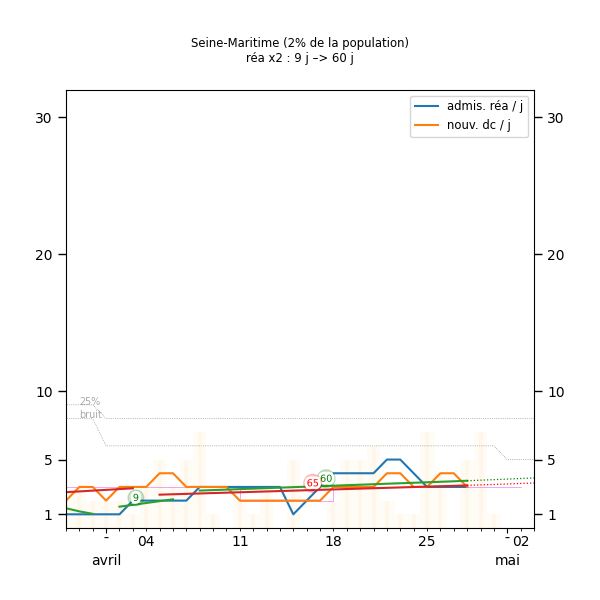 Seine-Maritime (2% de la population)
réa x2 : 9 j –> 60 j
admis. réa / j
nouv. dc / j
30
30
20
20
10
10
25%
bruit
5
5
9
65
60
1
1
04
11
18
25
02
avril
mai